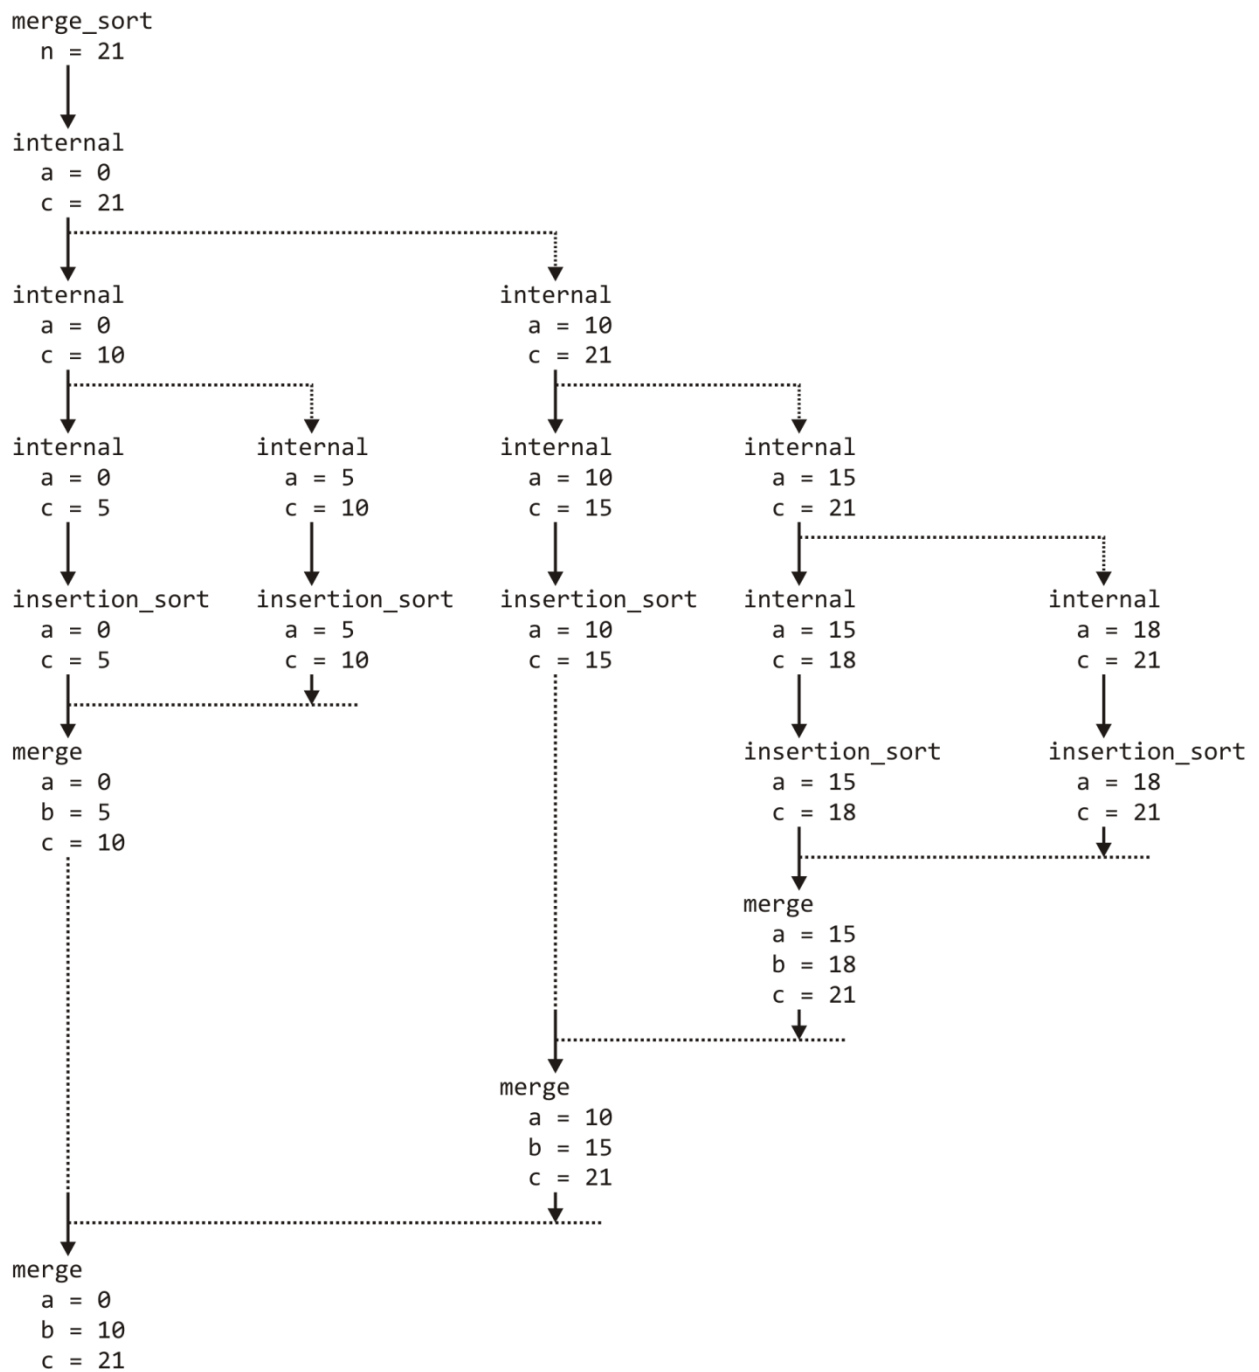 merge_sort
n = 21
internal
a = 0
c = 21
internal
a = 0
c = 10
internal
a = 10
c = 21
internal
a = 0
c = 5
internal
a = 5
c = 10
internal
a = 10
c = 15
internal
a = 15
c = 21
insertion_sort
a = 0
c = 5
insertion_sort
a = 5
c = 10
insertion_sort
a = 10
c = 15
internal
a = 15
c = 18
internal
a = 18
c = 21
merge
a = 0
b = 5
c = 10
insertion_sort
a = 15
c = 18
insertion_sort
a = 18
c = 21
merge
a = 15
b = 18
c = 21
merge
a = 10
b = 15
c = 21
merge
a = 0
b = 10
c = 21